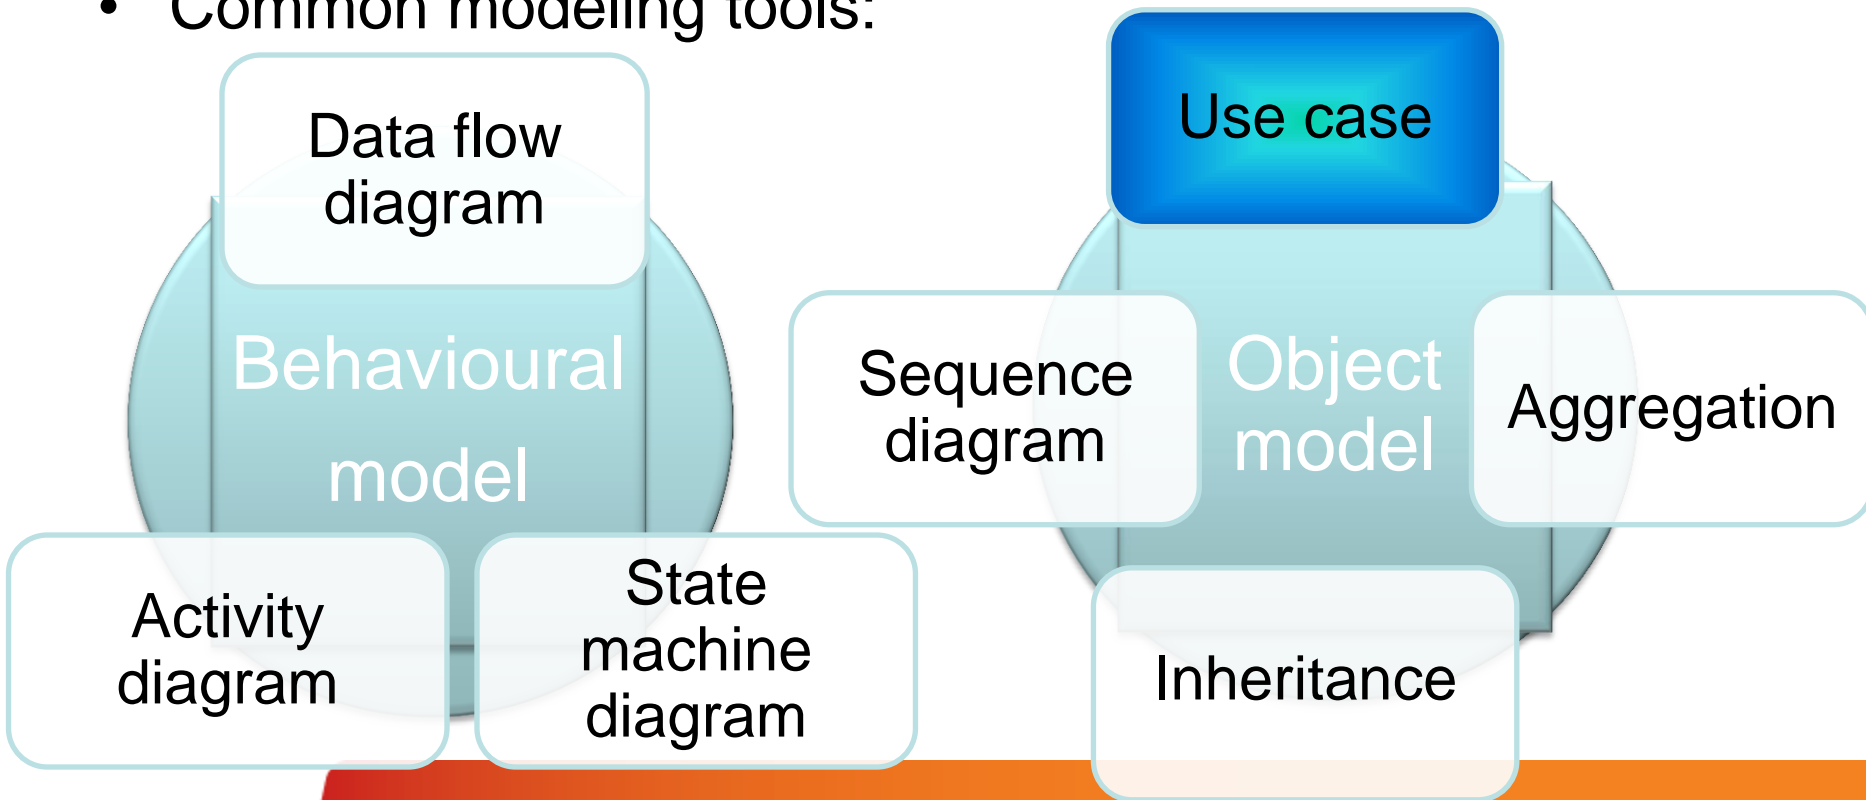 • Common modeling tools:
Data flow
diagram
Behavioural
model
Activity
diagram
State
machine
diagram
Use case
Sequence
diagram
Object
model
Aggregation
Inheritance